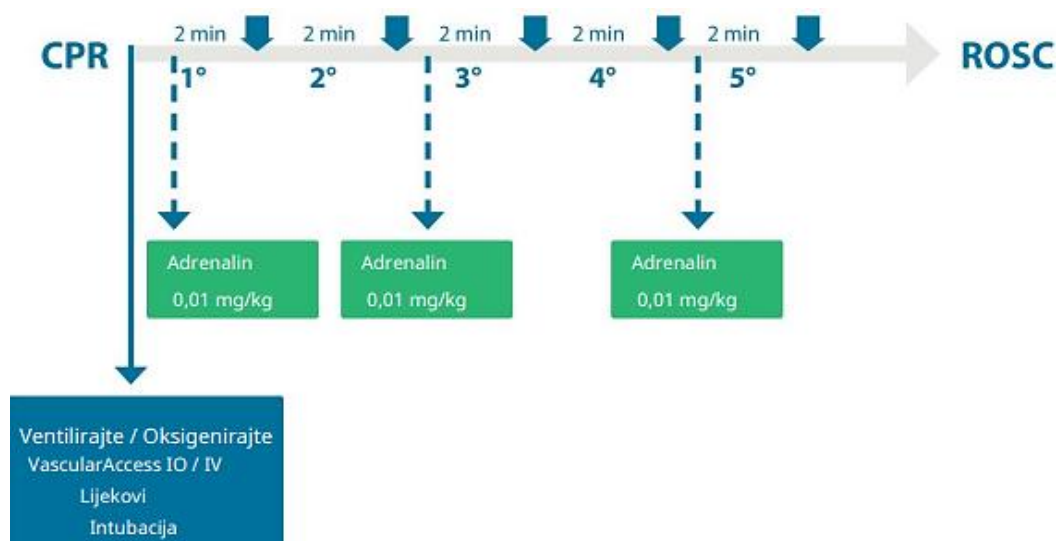 2 min 2 min 2 min 2 min 2 min
CPR ROSC
1° 2° 3° 4° 5°
Adrenalin
0,01 mg/kg
Adrenalin
0,01 mg/kg
Adrenalin
0,01 mg/kg
Ventilirajte / Oksigenirajte
VascularAccess IO / IV
Lijekovi
Intubacija